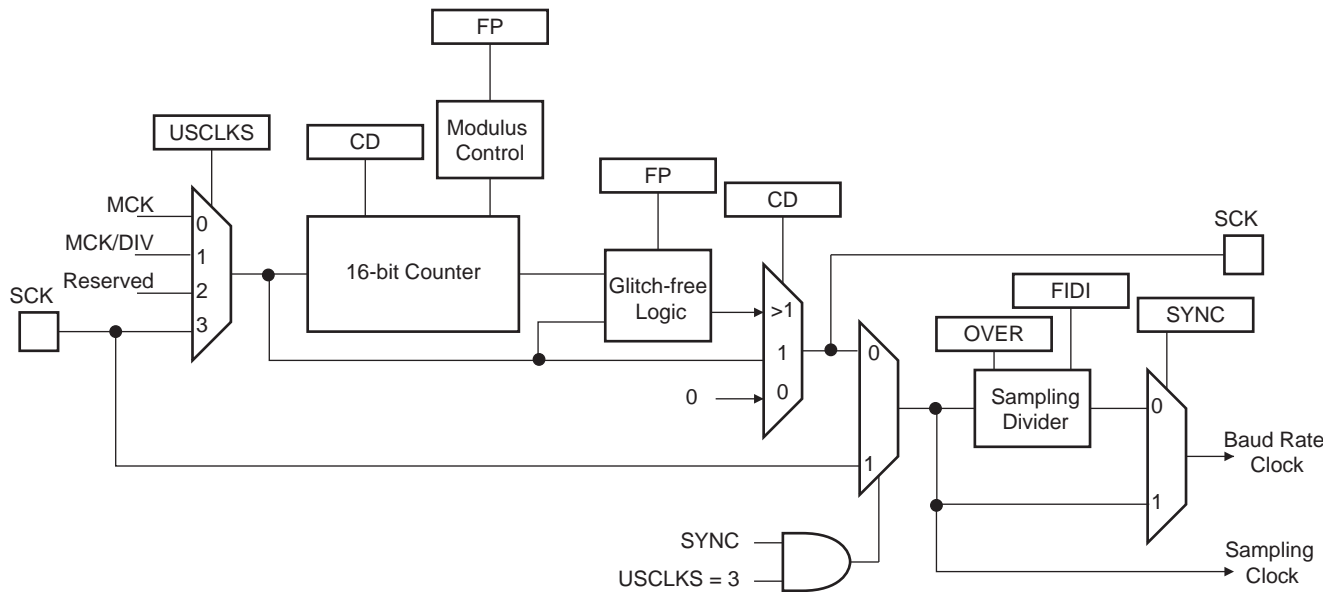 FP
USCLKS
CD
Modulus
Control
FP
CD
MCK
MCK/DIV
Reserved
SCK
0
1
2
3
16-bit Counter
Glitch-free
Logic
>1
1
0
0
SCK
FIDI
OVER
SYNC
0
1
Sampling
Divider
0
1
Baud Rate
Clock
SYNC
USCLKS = 3
Sampling
Clock